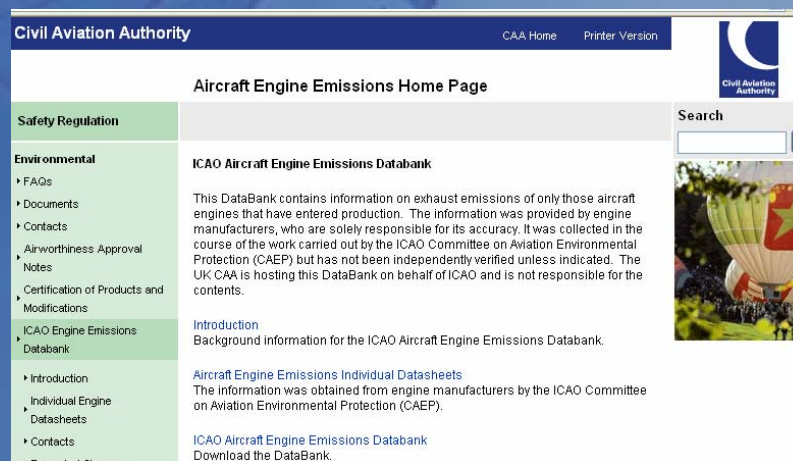 Civil Aviation Authority
CAA Home Printer Version
Civil Aviation
Authority
Aircraft Engine Emissions Home Page
Safety Regulation
Search
Environmental
FAQs
Documents
Contacts
Airworthiness Approval
Notes
Certification of Products and
Modifications
ICAO Engine Emissions
Databank
Introduction
Individual Engine
Datasheets
Contacts
ICAO Aircraft Engine Emissions Databank
This DataBank contains information on exhaust emissions of only those aircraft
engines that have entered production. The information was provided by engine
manufacturers, who are solely responsible for its accuracy. It was collected in the
course of the work carried out by the ICAO Committee on Aviation Environmental
Protection (CAEP) but has not been independently verified unless indicated. The
UK CAA is hosting this DataBank on behalf of ICAO and is not responsible for the
contents.
Introduction
Background information for the ICAO Aircraft Engine Emissions Databank.
Aircraft Engine Emissions Individual Datasheets
The information was obtained from engine manufacturers by the ICAO Committee
on Aviation Environmental Protection (CAEP).
ICAO Aircraft Engine Emissions Databank
Download the DataBank.